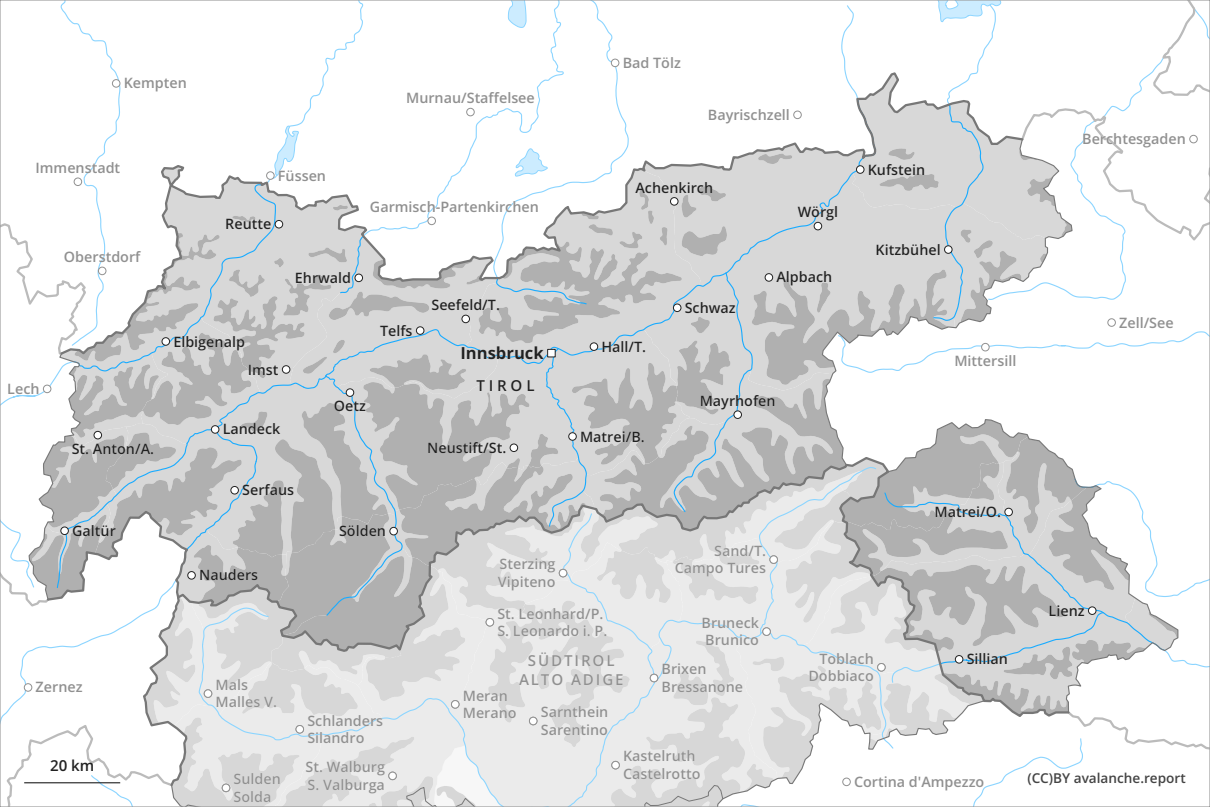 Kempten
Bad Tölz
Murnau/Staffelsee
Bayrischzell
Berchtesgaden
Immenstadt
Füssen
Kufstein
Achenkirch
Garmisch-Partenkirchen
Wörgl
Reutte
Kitzbühel
Oberstdorf
Ehrwald
Alpbach
Seefeld/T.
Schwaz
Telfs
Zell/See
Elbigenalp
Innsbruck
Hall/T.
Mittersill
Imst
TIROL
Lech
Oetz
Mayrhofen
Landeck
Matrei/B.
St. Anton/A.
Neustift/St.
Serfaus
Matrei/O.
Galtür
Sölden
Sand/T.
Campo Tures
Sterzing
Vipiteno
Nauders
Lienz
St. Leonhard/P.
S. Leonardo i. P.
Bruneck
Brunico
SÜDTIROL
ALTO ADIGE
Toblach
Dobbiaco
Sillian
Brixen
Bressanone
Zernez
Mals
Malles V.
Meran
Merano
Sarnthein
Sarentino
Schlanders
Silandro
Kastelruth
Castelrotto
St. Walburg
S. Valburga
Sulden
Solda
20 km
Cortina d'Ampezzo
(CC)BY avalanche.report